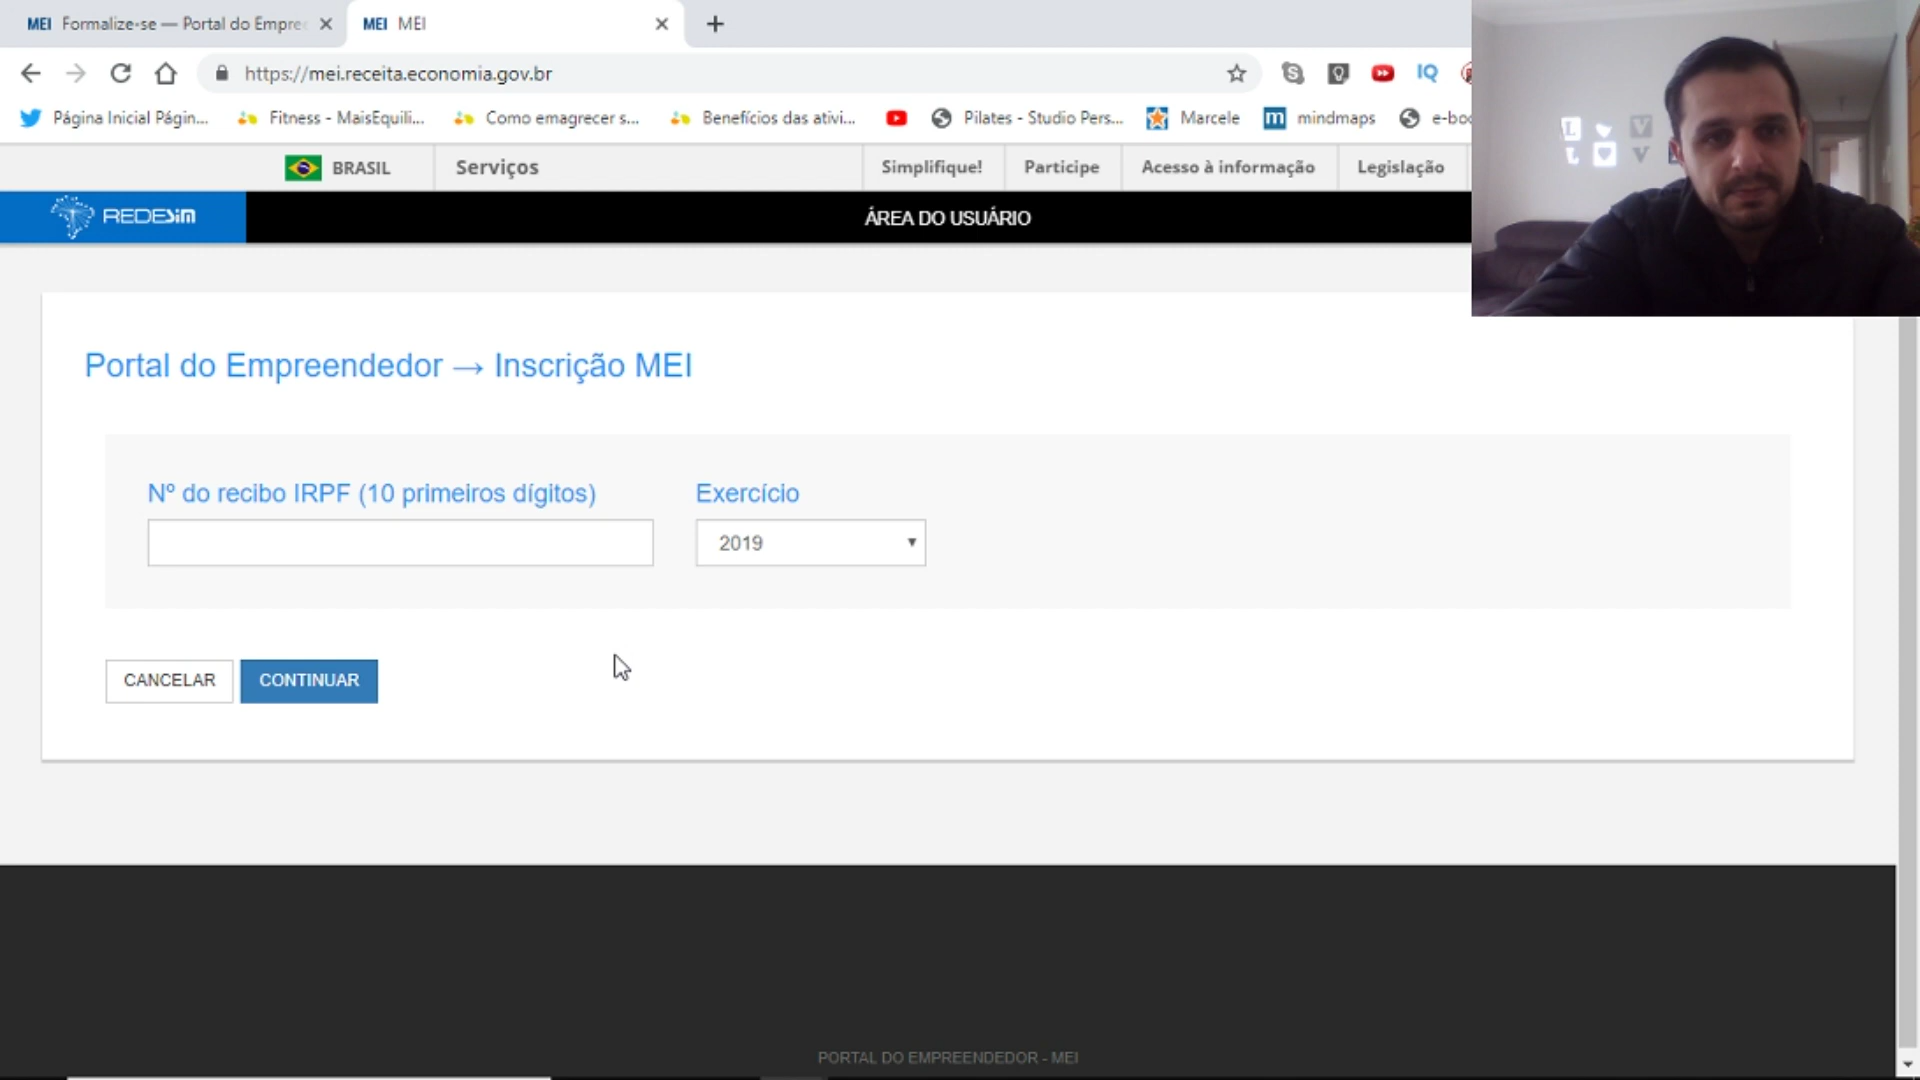 MEI Formalize-se — Portal do Empre
MEI MEI
https://mei.receita.economia.gov.br
IQ
Página Inicial Págin...
Fitness - MaisEquili...
Como emagrecer s...
Benefícios das ativi...
Pilates - Studio Pers...
Marcele
m mindmaps
e-boo
BRASIL
Serviços
Simplifique!
Participe
Acesso à informação
Legislação
REDESIM
ÁREA DO USUÁRIO
Portal do Empreendedor → Inscrição MEI
Nº do recibo IRPF (10 primeiros dígitos)
Exercício
2019
CANCELAR
CONTINUAR
PORTAL DO EMPREENDEDOR - MEI